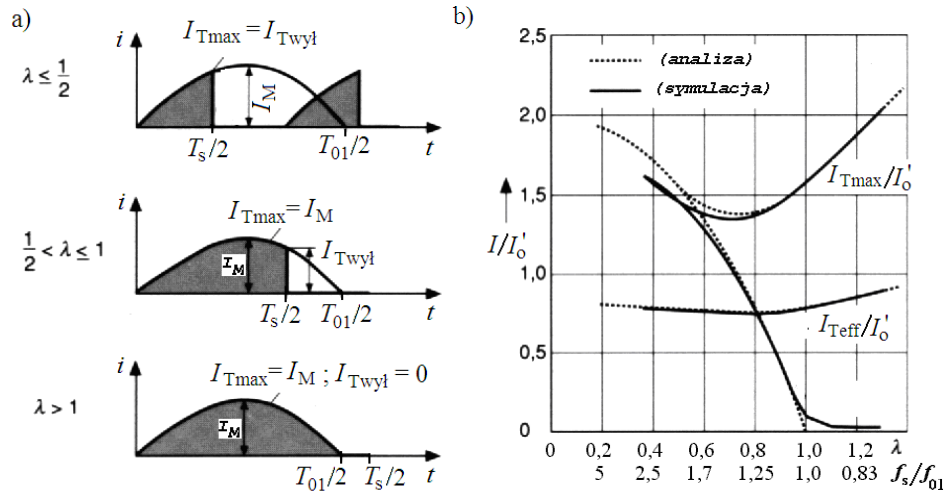 a)
i
I_Tmax = I_Twył
λ ≤ 1/2
I_M
T_s/2
T_01/2
t
i
I_Tmax = I_M
1/2 < λ ≤ 1
I_M
I_Twył
T_s/2
T_01/2
t
i
I_Tmax = I_M ; I_Twył = 0
λ > 1
I_M
T_01/2
T_s/2
t
b)
2,5
(analiza)
(symulacja)
2,0
I_Tmax/I_o'
1,5
I/I_o'
1,0
I_Teff/I_o'
0,5
0
0,2 0,4 0,6 0,8 1,0 1,2 λ
5 2,5 1,7 1,25 1,0 0,83 f_s/f_01